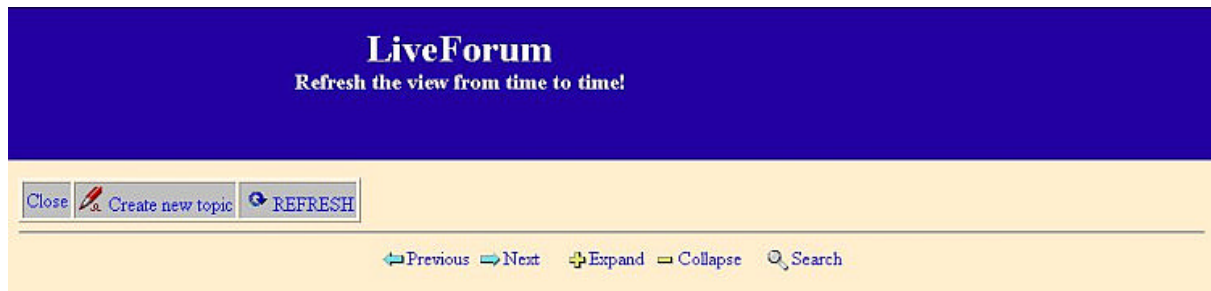 LiveForum
Refresh the view from time to time!
Close Create new topic REFRESH
Previous Next Expand Collapse Search